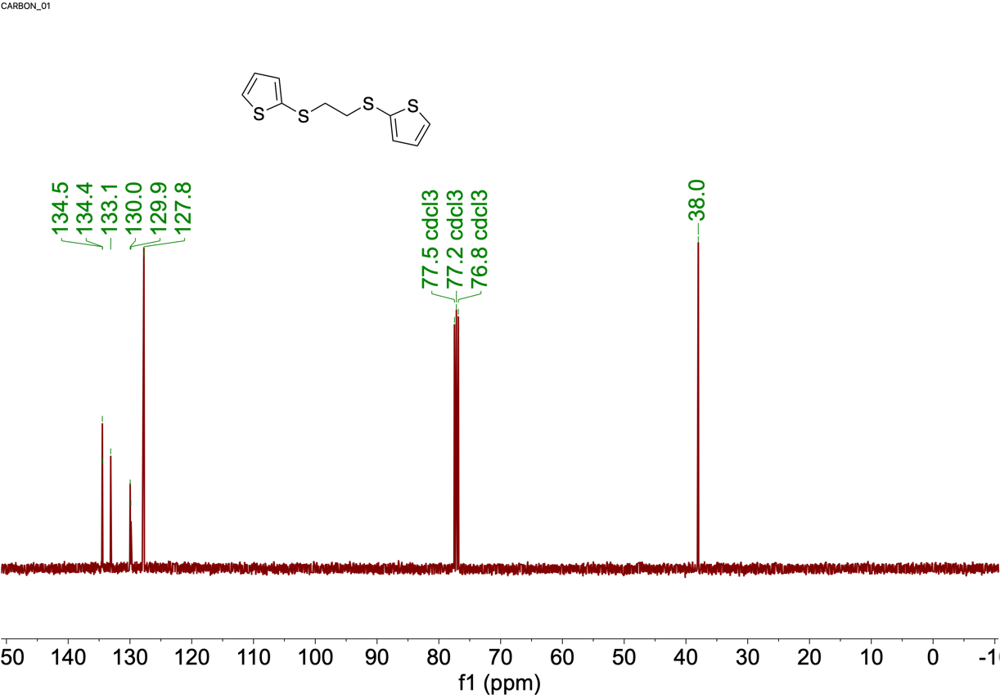 CARBON_01
S
S
S
S
134.5
134.4
133.1
130.0
129.9
127.8
77.5 cdcl3
77.2 cdcl3
76.8 cdcl3
38.0
50 140 130 120 110 100 90 80 70 60 50 40 30 20 10 0 -10
f1 (ppm)